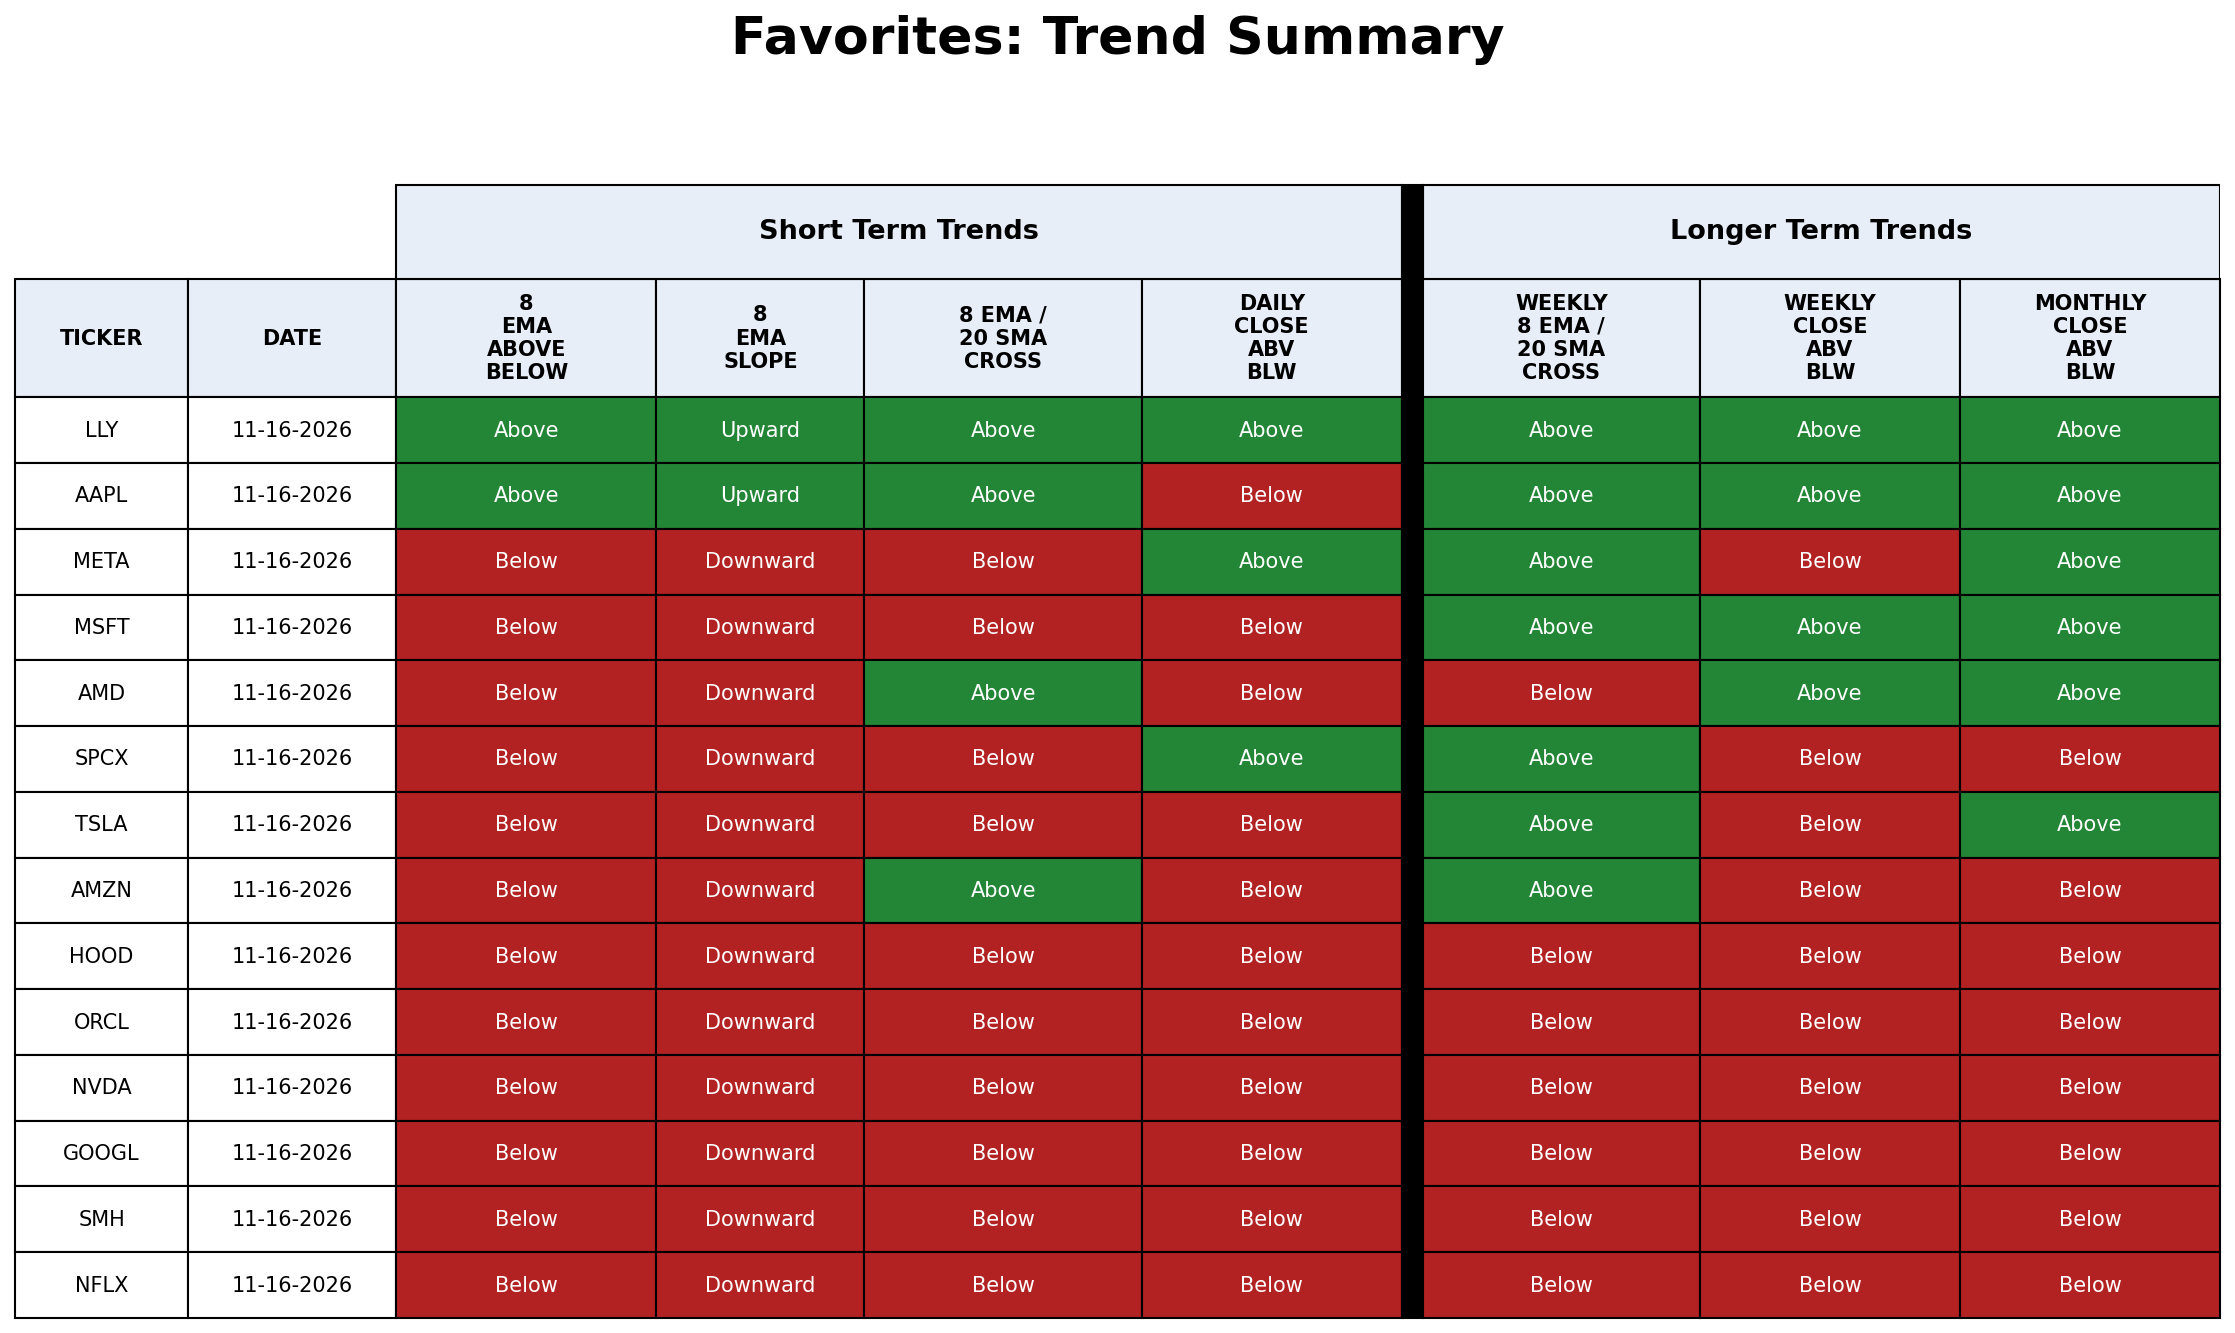 Favorites: Trend Summary
Short Term Trends Longer Term Trends
TICKER DATE 8 EMA ABOVE BELOW 8 EMA SLOPE 8 EMA / 20 SMA CROSS DAILY CLOSE ABV BLW WEEKLY 8 EMA / 20 SMA CROSS WEEKLY CLOSE ABV BLW MONTHLY CLOSE ABV BLW
LLY 11-16-2026 Above Upward Above Above Above Above Above
AAPL 11-16-2026 Above Upward Above Below Above Above Above
META 11-16-2026 Below Downward Below Above Above Below Above
MSFT 11-16-2026 Below Downward Below Below Above Above Above
AMD 11-16-2026 Below Downward Above Below Below Above Above
SPCX 11-16-2026 Below Downward Below Above Above Below Below
TSLA 11-16-2026 Below Downward Below Below Above Below Above
AMZN 11-16-2026 Below Downward Above Below Above Below Below
HOOD 11-16-2026 Below Downward Below Below Below Below Below
ORCL 11-16-2026 Below Downward Below Below Below Below Below
NVDA 11-16-2026 Below Downward Below Below Below Below Below
GOOGL 11-16-2026 Below Downward Below Below Below Below Below
SMH 11-16-2026 Below Downward Below Below Below Below Below
NFLX 11-16-2026 Below Downward Below Below Below Below Below